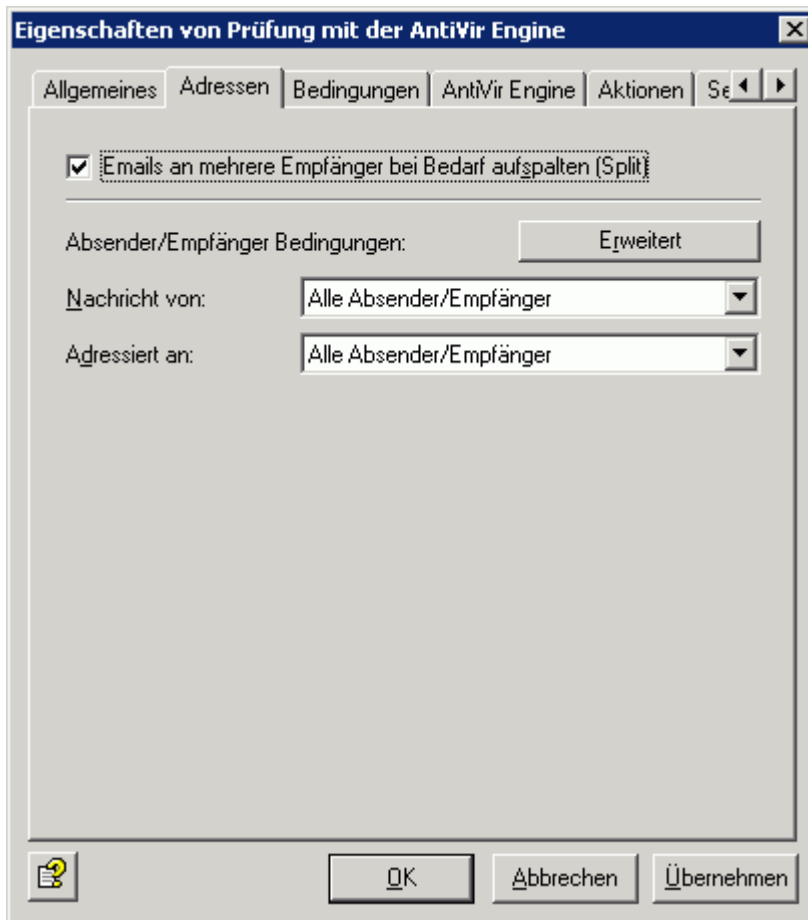 Eigenschaften von Prüfung mit der AntiVir Engine
Allgemeines Adressen Bedingungen AntiVir Engine Aktionen
Emails an mehrere Empfänger bei Bedarf aufspalten (Split)
Absender/Empfänger Bedingungen: Erweitert
Nachricht von: Alle Absender/Empfänger
Adressiert an: Alle Absender/Empfänger
OK Abbrechen Übernehmen